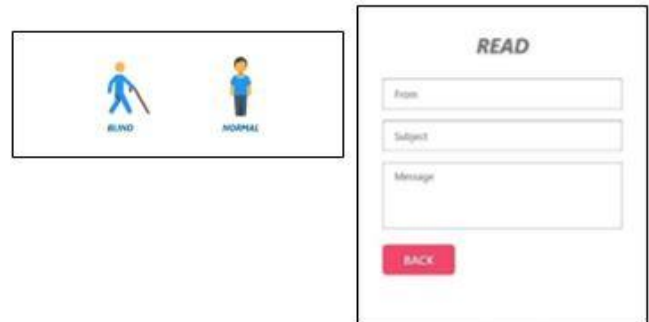 BLIND
NORMAL
READ
From
Subject
Message
BACK